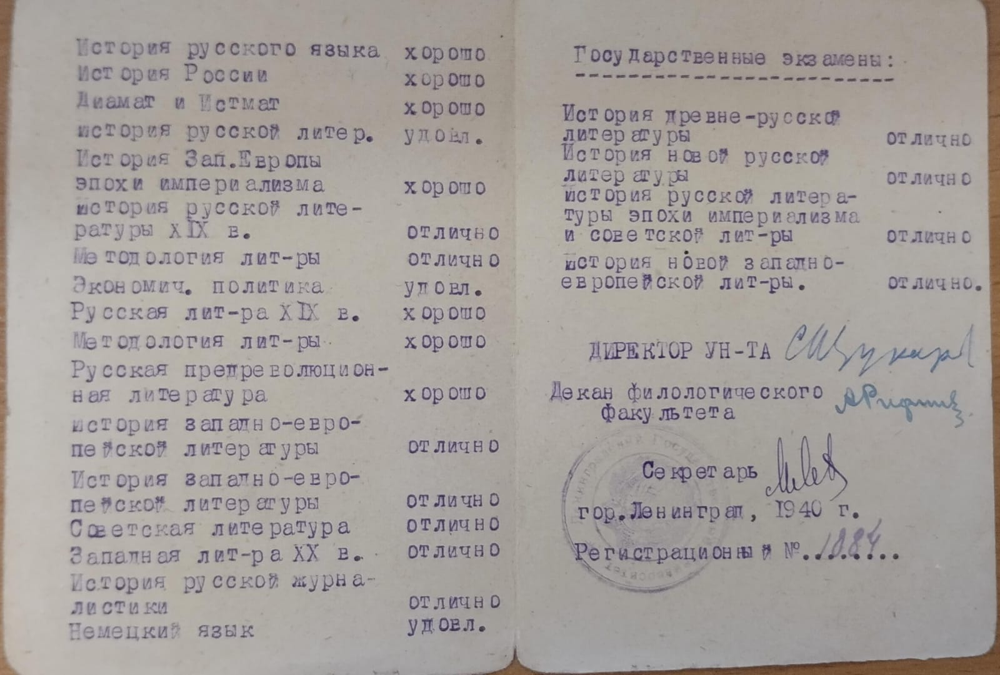 История русского языка хорошо
История России хорошо
Диамат и Истмат хорошо
история русской литер. удовл.
История Зап.Европы
эпохи империализма хорошо
история русской лите-
ратуры XIX в. отлично
Методология лит-ры отлично
Экономич. политика удовл.
Русская лит-ра XIX в. хорошо
Методология лит-ры хорошо
Русская предреволюцион-
ная литература хорошо
история западно-евро-
пейской литературы отлично
История западно-евро-
пейской литературы отлично
Советская литература отлично
Западная лит-ра XX в. отлично
История русской журна-
листики отлично
Немецкий язык удовл.
Государственные экзамены:
История древне-русской
литературы отлично
История новой русской
литературы отлично
история русской литера-
туры эпохи империализма
и советской лит-ры отлично
история новой западно-
европейской лит-ры. отлично.
ДИРЕКТОР УН-ТА
Декан филологического
факультета
Секретарь
гор.Ленинград, 1940 г.
Регистрационный №.1884